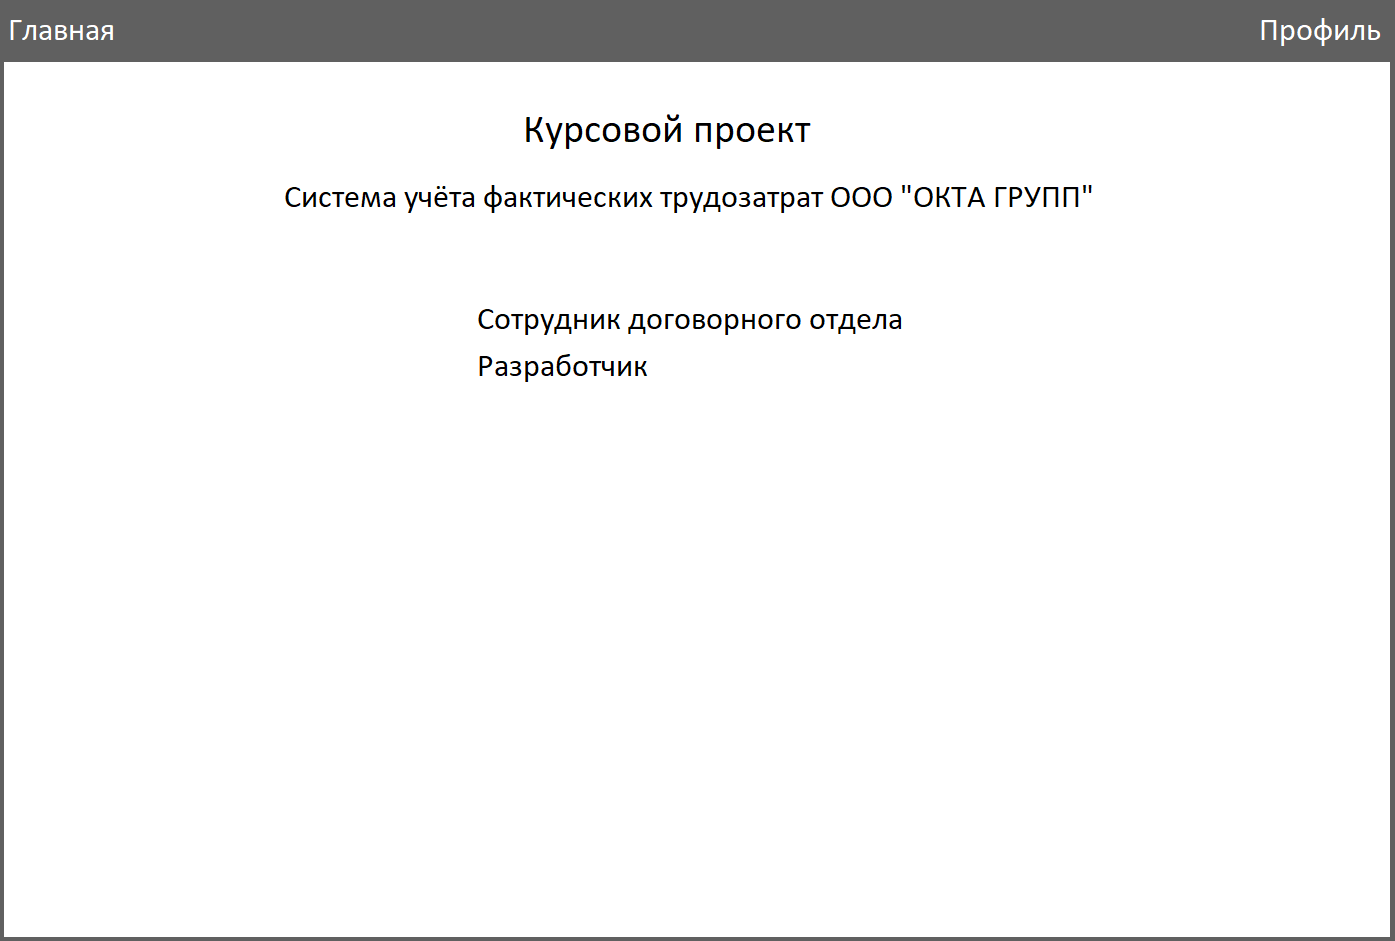 Главная
Профиль
Курсовой проект
Система учёта фактических трудозатрат ООО "ОКТА ГРУПП"
Сотрудник договорного отдела
Разработчик